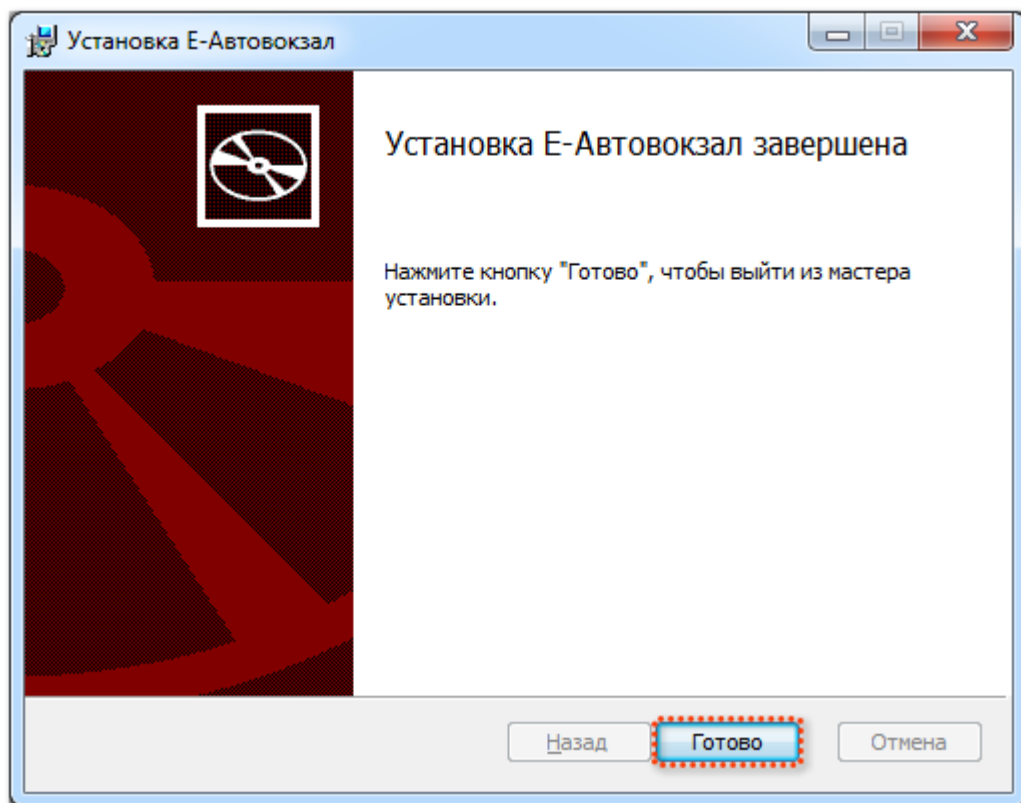 Установка Е-Автовокзал
Установка Е-Автовокзал завершена
Нажмите кнопку "Готово", чтобы выйти из мастера
установки.
Назад
Готово
Отмена